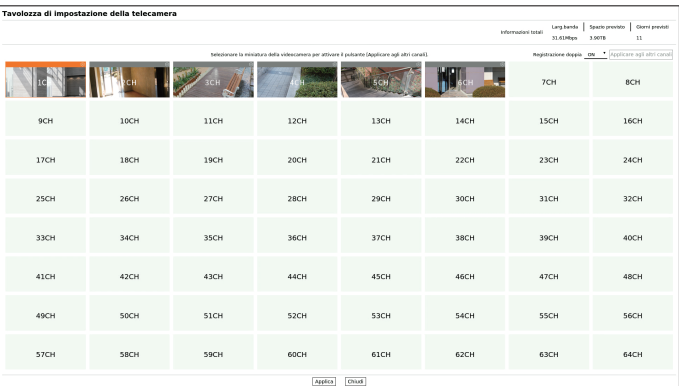 Tavolozza di impostazione della telecamera
Informazioni totali
Larg banda Spazio previsto Giorni previsti
31.61Mbps 3.90TB 11
Selezionare la miniatura della videocamera per attivare il pulsante [Applicare agli altri canali].
Registrazione doppia ON Applicare agli altri canali
1CH 2CH 3CH 4CH 5CH 6CH 7CH 8CH
9CH 10CH 11CH 12CH 13CH 14CH 15CH 16CH
17CH 18CH 19CH 20CH 21CH 22CH 23CH 24CH
25CH 26CH 27CH 28CH 29CH 30CH 31CH 32CH
33CH 34CH 35CH 36CH 37CH 38CH 39CH 40CH
41CH 42CH 43CH 44CH 45CH 46CH 47CH 48CH
49CH 50CH 51CH 52CH 53CH 54CH 55CH 56CH
57CH 58CH 59CH 60CH 61CH 62CH 63CH 64CH
Applica Chiudi